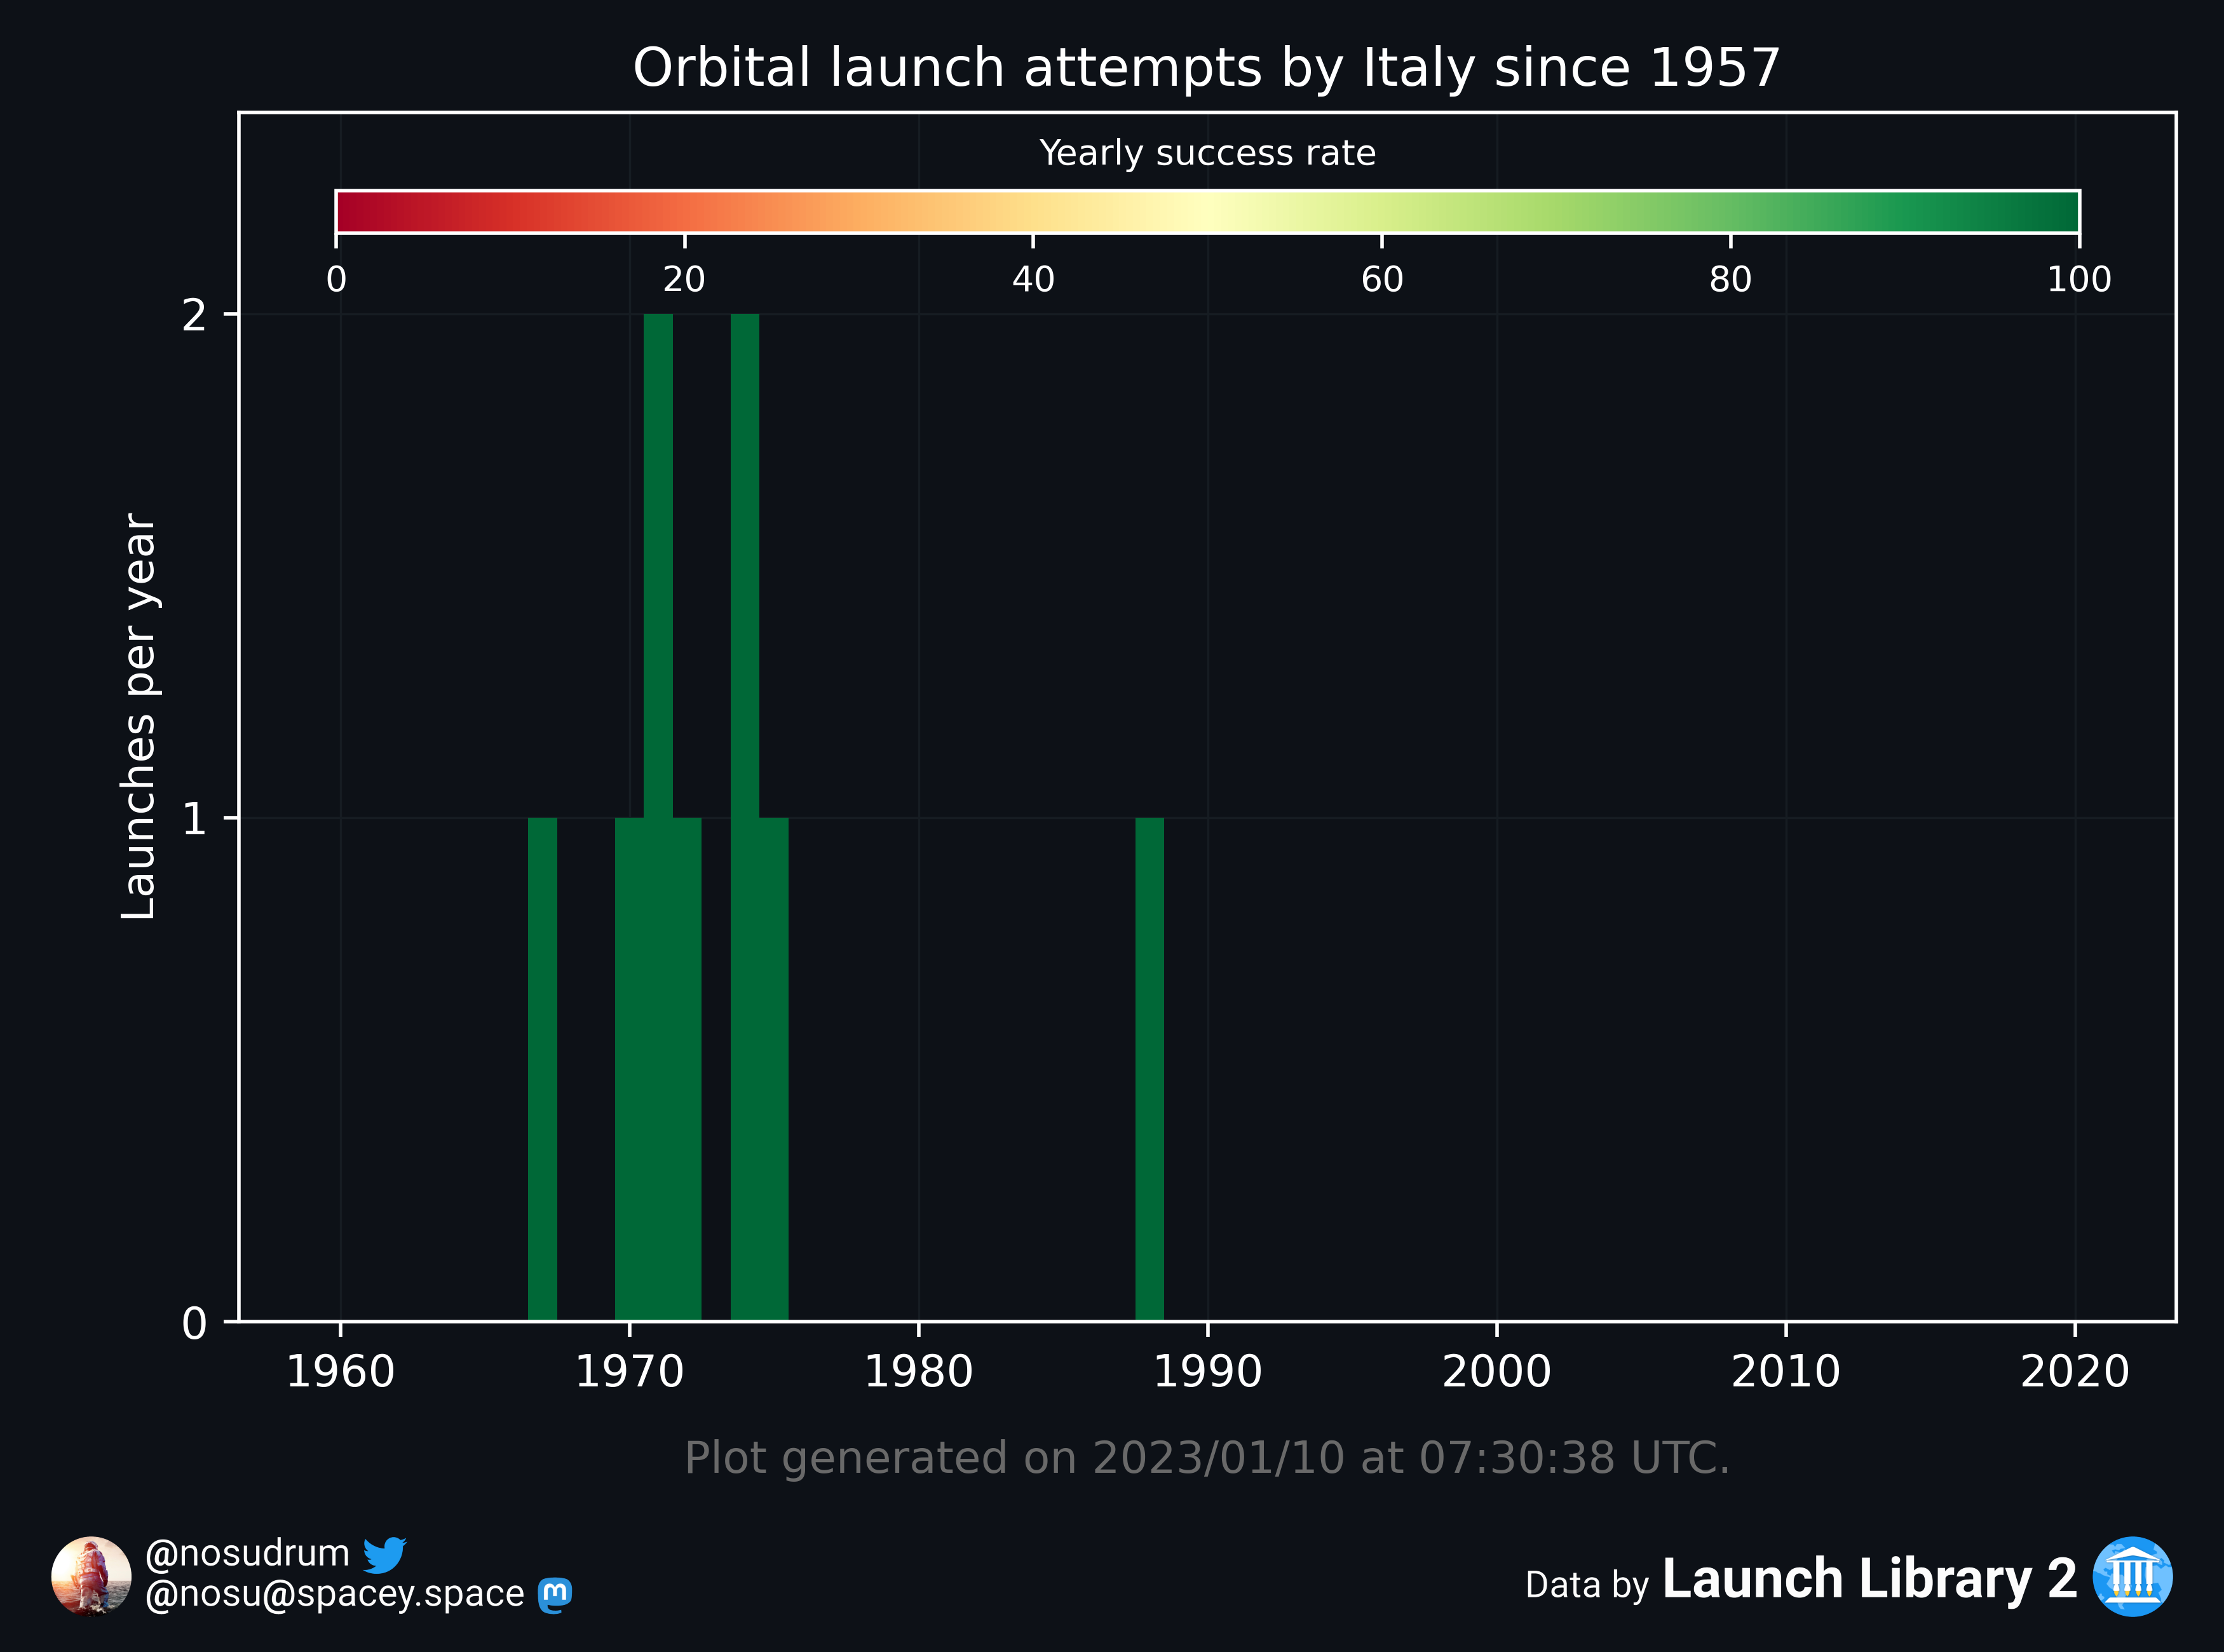 Orbital launch attempts by Italy since 1957
Yearly success rate
0 20 40 60 80 100
Launches per year
2
1
0
1960 1970 1980 1990 2000 2010 2020
Plot generated on 2023/01/10 at 07:30:38 UTC.
@nosudrum
@nosu@spacey.space
Data by Launch Library 2